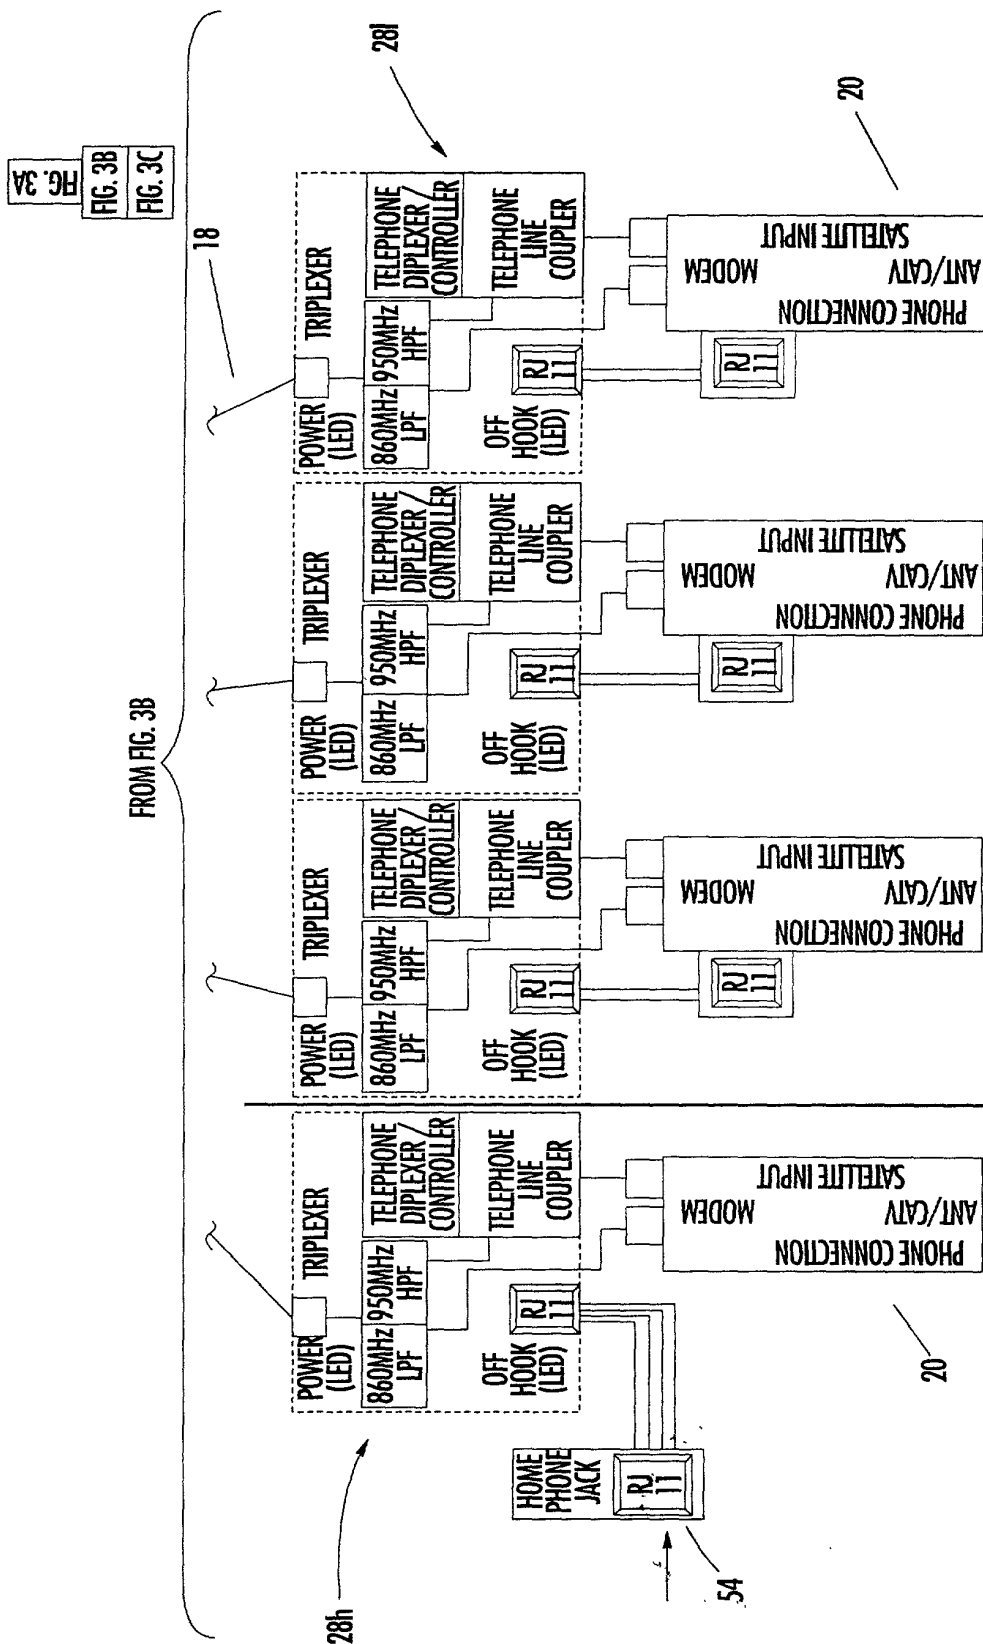 FIG. 3A
FIG. 3B
FIG. 3C
FROM FIG. 3B
18
28h
POWER
(LED)
TRIPLEXER
860MHz
LPF
950MHz
HPF
TELEPHONE
DIPLEXER/
CONTROLLER
OFF
HOOK
(LED)
RJ
11
TELEPHONE
LINE
COUPLER
HOME
PHONE
JACK
RJ
11
54
PHONE CONNECTION
ANT/CATV
MODEM
SATELLITE INPUT
20
POWER
(LED)
TRIPLEXER
860MHz
LPF
950MHz
HPF
TELEPHONE
DIPLEXER/
CONTROLLER
OFF
HOOK
(LED)
RJ
11
TELEPHONE
LINE
COUPLER
RJ
11
PHONE CONNECTION
ANT/CATV
MODEM
SATELLITE INPUT
POWER
(LED)
TRIPLEXER
860MHz
LPF
950MHz
HPF
TELEPHONE
DIPLEXER/
CONTROLLER
OFF
HOOK
(LED)
RJ
11
TELEPHONE
LINE
COUPLER
RJ
11
PHONE CONNECTION
ANT/CATV
MODEM
SATELLITE INPUT
POWER
(LED)
TRIPLEXER
860MHz
LPF
950MHz
HPF
TELEPHONE
DIPLEXER/
CONTROLLER
OFF
HOOK
(LED)
RJ
11
TELEPHONE
LINE
COUPLER
28l
RJ
11
PHONE CONNECTION
ANT/CATV
MODEM
SATELLITE INPUT
20